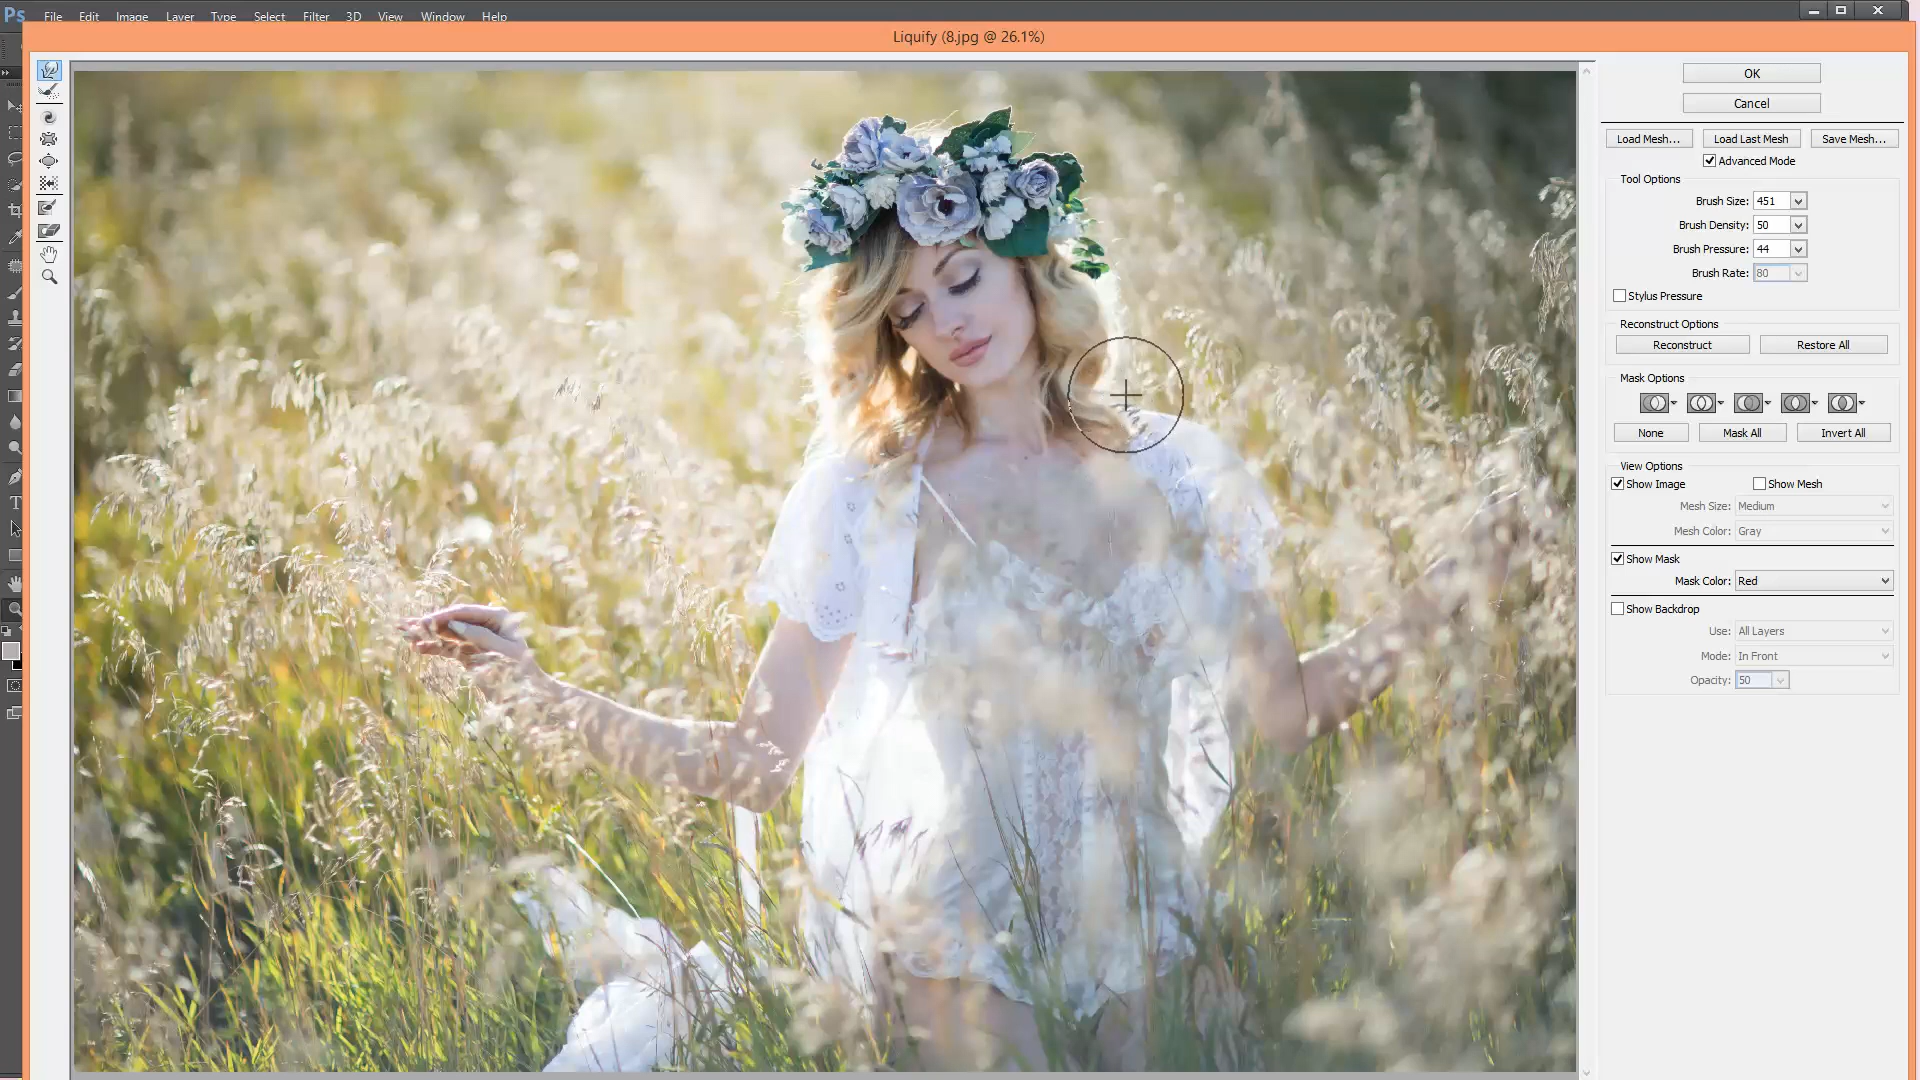 Ps File Edit Image Layer Type Select Filter 3D View Window Help
Liquify (8.jpg @ 26.1%)
OK
Cancel
Load Mesh... Load Last Mesh Save Mesh...
Advanced Mode
Tool Options
Brush Size: 451
Brush Density: 50
Brush Pressure: 44
Brush Rate: 80
Stylus Pressure
Reconstruct Options
Reconstruct Restore All
Mask Options
None Mask All Invert All
View Options
Show Image Show Mesh
Mesh Size: Medium
Mesh Color: Gray
Show Mask
Mask Color: Red
Show Backdrop
Use: All Layers
Mode: In Front
Opacity: 50